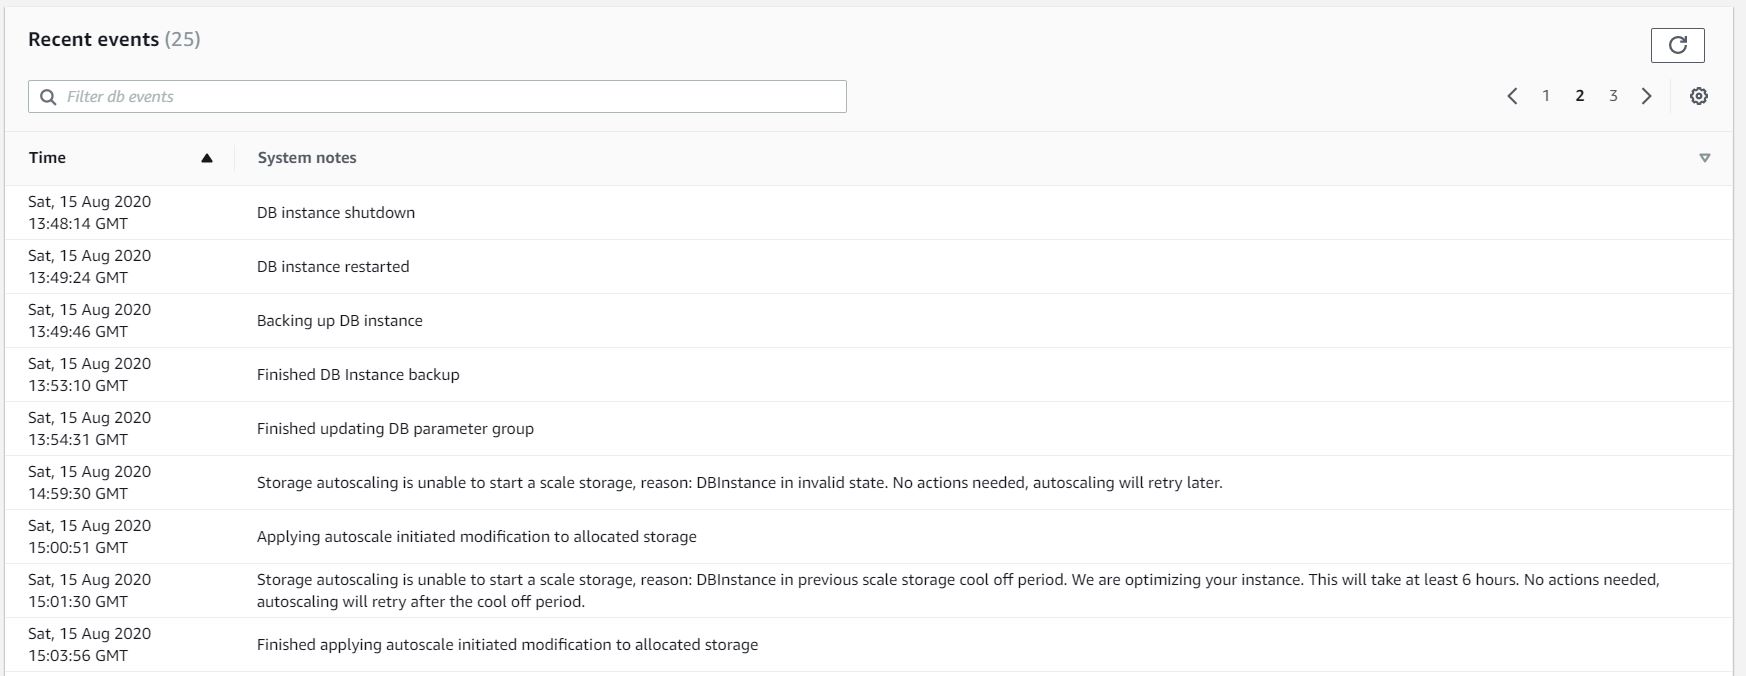 Recent events (25)
Filter db events
1 2 3
Time System notes
Sat, 15 Aug 2020
13:48:14 GMT
DB instance shutdown
Sat, 15 Aug 2020
13:49:24 GMT
DB instance restarted
Sat, 15 Aug 2020
13:49:46 GMT
Backing up DB instance
Sat, 15 Aug 2020
13:53:10 GMT
Finished DB Instance backup
Sat, 15 Aug 2020
13:54:31 GMT
Finished updating DB parameter group
Sat, 15 Aug 2020
14:59:30 GMT
Storage autoscaling is unable to start a scale storage, reason: DBInstance in invalid state. No actions needed, autoscaling will retry later.
Sat, 15 Aug 2020
15:00:51 GMT
Applying autoscale initiated modification to allocated storage
Sat, 15 Aug 2020
15:01:30 GMT
Storage autoscaling is unable to start a scale storage, reason: DBInstance in previous scale storage cool off period. We are optimizing your instance. This will take at least 6 hours. No actions needed,
autoscaling will retry after the cool off period.
Sat, 15 Aug 2020
15:03:56 GMT
Finished applying autoscale initiated modification to allocated storage